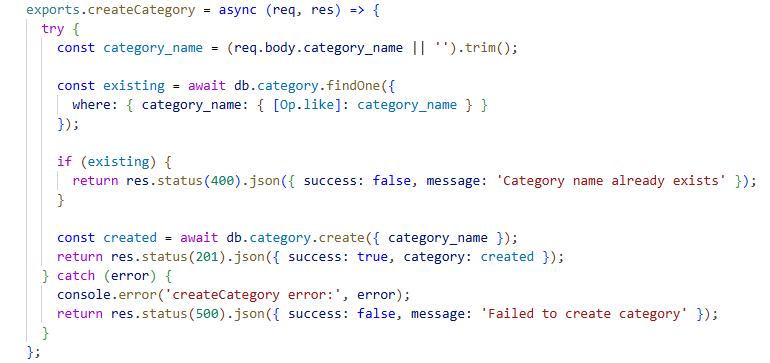 exports.createCategory = async (req, res) => {
  try {
    const category_name = (req.body.category_name || '').trim();

    const existing = await db.category.findOne({
      where: { category_name: { [Op.like]: category_name } }
    });

    if (existing) {
      return res.status(400).json({ success: false, message: 'Category name already exists' });
    }

    const created = await db.category.create({ category_name });
    return res.status(201).json({ success: true, category: created });
  } catch (error) {
    console.error('createCategory error:', error);
    return res.status(500).json({ success: false, message: 'Failed to create category' });
  }
};